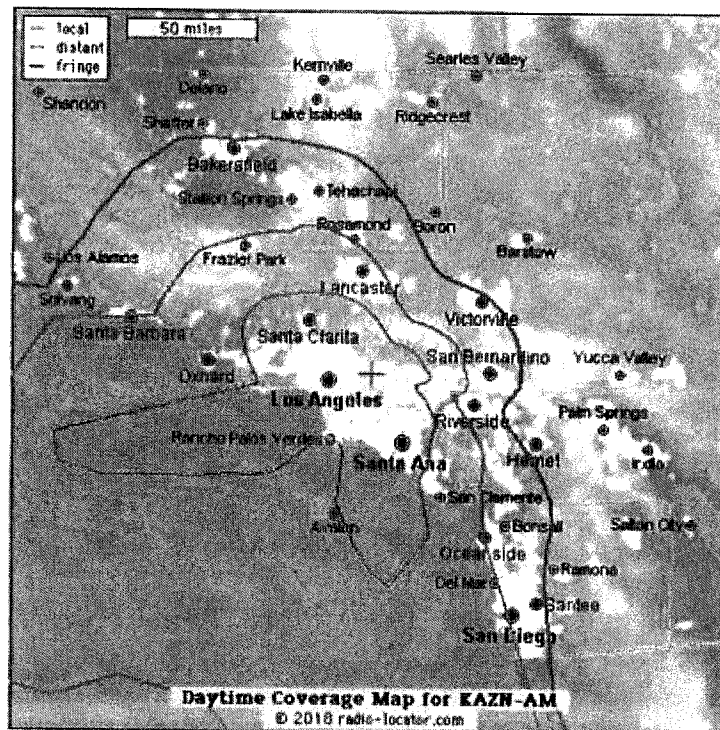 local
distant
fringe
50 miles
Kernville
Searles Valley
Delano
Shandon
Lake Isabella
Ridgecrest
Shafter
Bakersfield
Stallion Springs
Tehachapi
Rosamond
Boron
Barstow
Los Alamos
Frazier Park
Lancaster
Solvang
Santa Barbara
Santa Clarita
Victorville
Oxnard
San Bernardino
Yucca Valley
Los Angeles
Riverside
Palm Springs
Rancho Palos Verdes
Santa Ana
Hemet
Indio
San Clemente
Avalon
Bonsall
Salton City
Oceanside
Del Mar
Ramona
Santee
San Diego
Daytime Coverage Map for KAZN-AM
© 2018 radio-locator.com